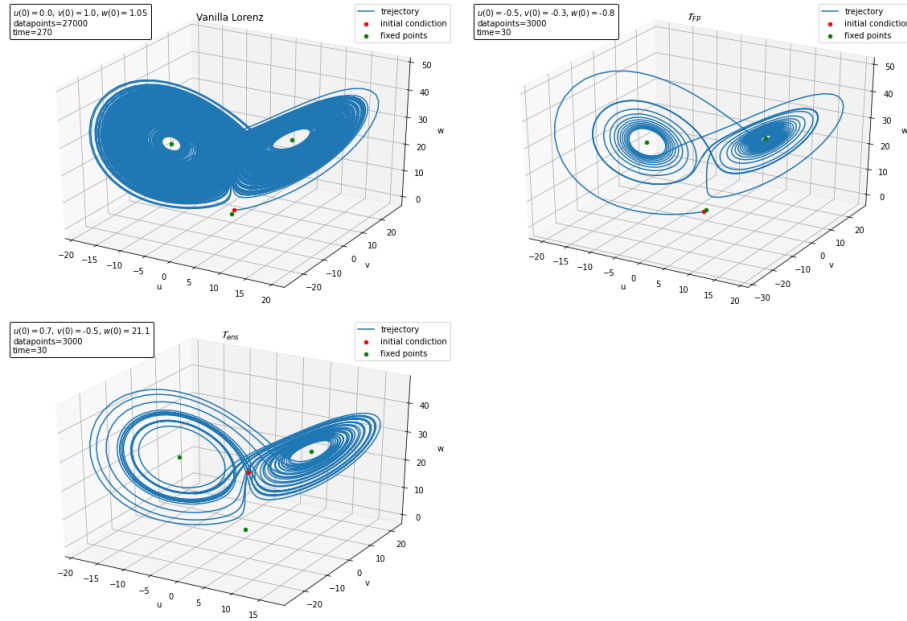 u(0) = 0.0, v(0) = 1.0, w(0) = 1.05
datapoints=27000
time=270
Vanilla Lorenz
trejectory
initial condiction
fixed points
50
40
30
20
10
0
w
−20
−15
−10
−5
0
5
10
15
20
u
−20
−10
0
10
20
v
u(0) = -0.5, v(0) = -0.3, w(0) = -0.8
datapoints=3000
time=30
𝒯FP
trejectory
initial condiction
fixed points
50
40
30
20
10
0
w
−20
−15
−10
−5
0
5
10
15
20
u
−30
−20
−10
0
10
20
v
u(0) = 0.7, v(0) = -0.5, w(0) = 21.1
datapoints=3000
time=30
𝒯ens
trejectory
initial condiction
fixed points
40
30
20
10
0
w
−20
−15
−10
−5
0
5
10
15
u
−20
−10
0
10
20
v